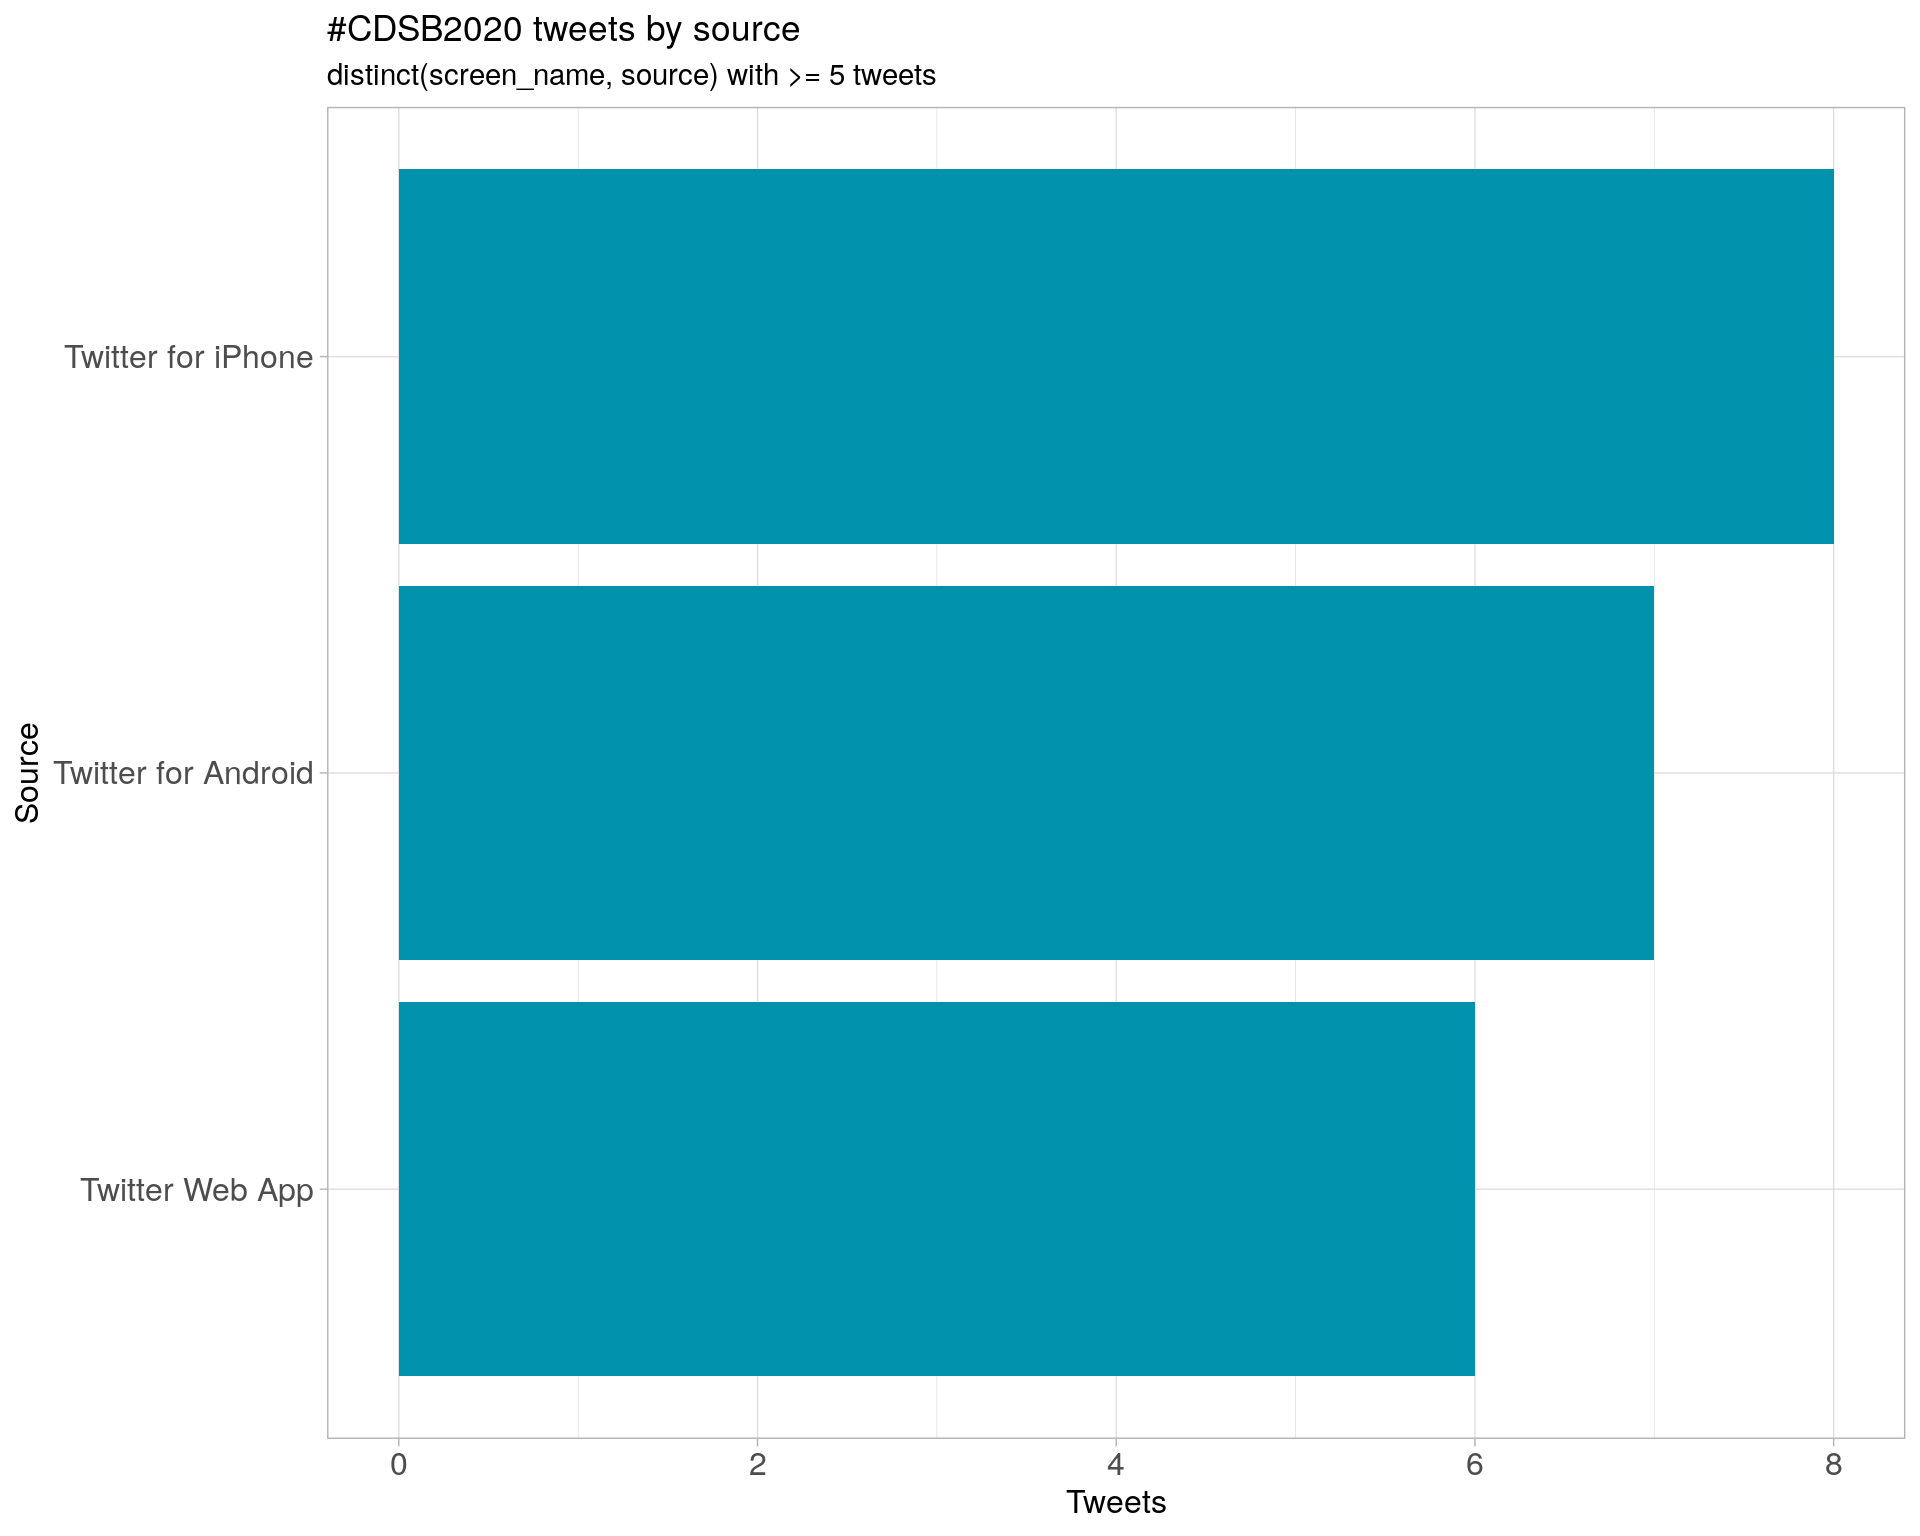 #CDSB2020 tweets by source
distinct(screen_name, source) with >= 5 tweets
Source
Twitter for iPhone
Twitter for Android
Twitter Web App
0 2 4 6 8
Tweets